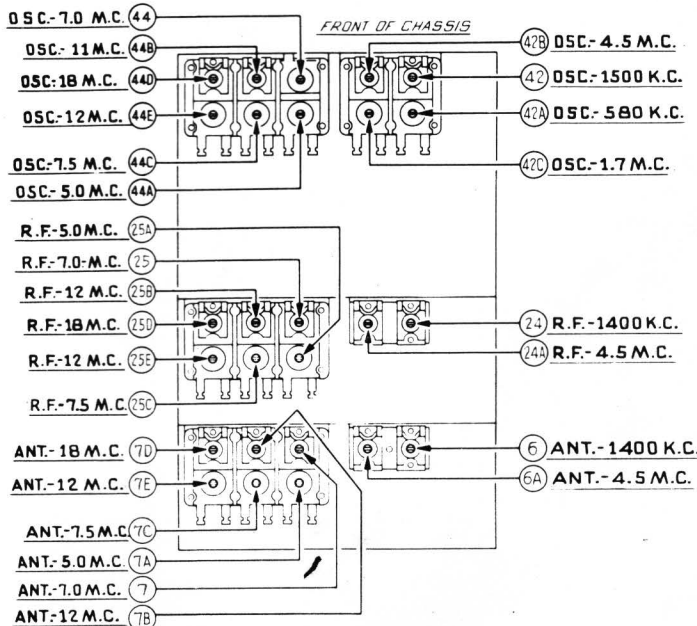 FRONT OF CHASSIS
OSC.-7.0 M.C. 44
OSC.-11 M.C. 44B
OSC.-18 M.C. 44D
OSC.-12 M.C. 44E
OSC.-7.5 M.C. 44C
OSC.-5.0 M.C. 44A
42B OSC.-4.5 M.C.
42 OSC.-1500 K.C.
42A OSC.-580 K.C.
42C OSC.-1.7 M.C.
R.F.-5.0 M.C. 25A
R.F.-7.0-M.C. 25
R.F.-12 M.C. 25B
R.F.-18 M.C. 25D
R.F.-12 M.C. 25E
R.F.-7.5 M.C. 25C
24 R.F.-1400 K.C.
24A R.F.-4.5 M.C.
ANT.-18 M.C. 7D
ANT.-12 M.C. 7E
ANT.-7.5 M.C. 7C
ANT.-5.0 M.C. 7A
ANT.-7.0 M.C. 7
ANT.-12 M.C. 7B
6 ANT.-1400 K.C.
6A ANT.-4.5 M.C.